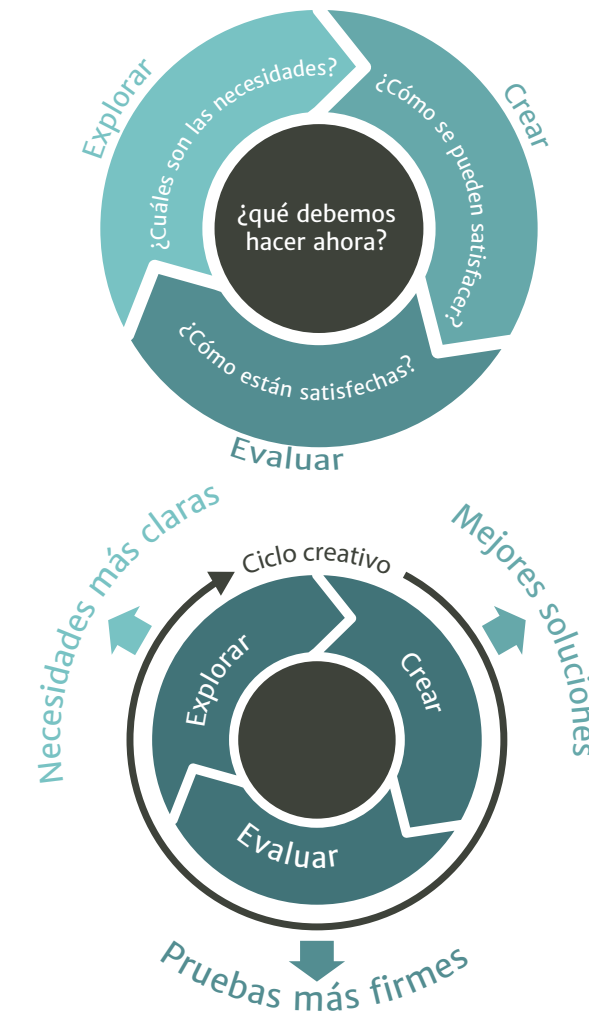 Explorar
¿Cuáles son las necesidades?
Crear
¿Cómo se pueden satisfacer?
¿qué debemos
hacer ahora?
¿Cómo están satisfechas?
Evaluar
Necesidades más claras
Ciclo creativo
Mejores soluciones
Explorar
Crear
Evaluar
Pruebas más firmes